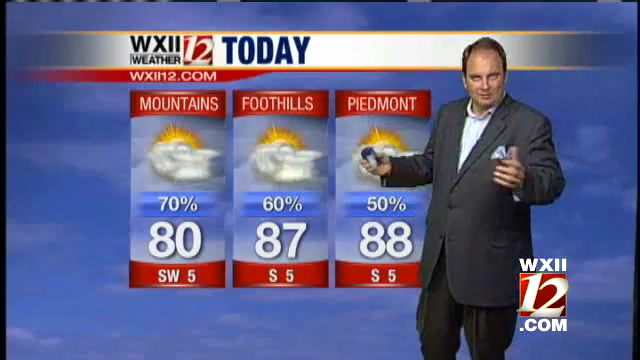 WXII 12 TODAY
WEATHER
WXII12.COM
MOUNTAINS FOOTHILLS PIEDMONT
70% 60% 50%
80 87 88
SW 5 S 5 S 5
WXII
12
.COM